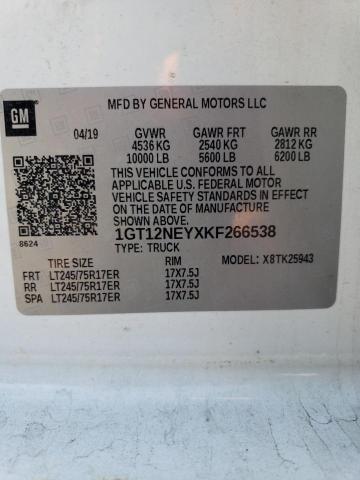 GM
MFD BY GENERAL MOTORS LLC
04/19 GVWR GAWR FRT GAWR RR
4536 KG 2540 KG 2812 KG
10000 LB 5600 LB 6200 LB
THIS VEHICLE CONFORMS TO ALL
APPLICABLE U.S. FEDERAL MOTOR
VEHICLE SAFETY STANDARDS IN
EFFECT ON THE DATE OF MANUFACTURE
SHOWN ABOVE.
8624 1GT12NEYXKF266538
TYPE: TRUCK
TIRE SIZE RIM MODEL: X8TK25943
FRT LT245/75R17ER 17X7.5J
RR LT245/75R17ER 17X7.5J
SPA LT245/75R17ER 17X7.5J